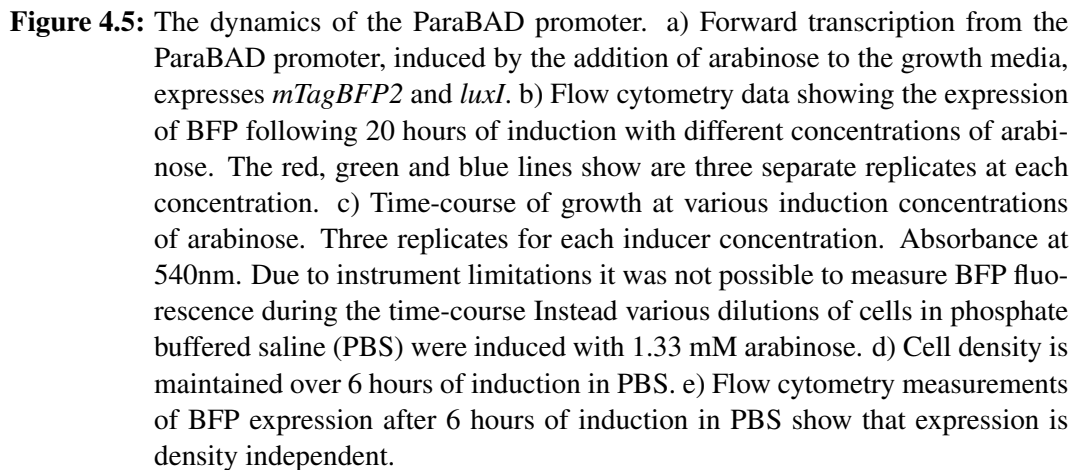 Figure 4.5: The dynamics of the ParaBAD promoter. a) Forward transcription from the
ParaBAD promoter, induced by the addition of arabinose to the growth media,
expresses mTagBFP2 and luxI. b) Flow cytometry data showing the expression
of BFP following 20 hours of induction with different concentrations of arabi-
nose. The red, green and blue lines show are three separate replicates at each
concentration. c) Time-course of growth at various induction concentrations
of arabinose. Three replicates for each inducer concentration. Absorbance at
540nm. Due to instrument limitations it was not possible to measure BFP fluo-
rescence during the time-course Instead various dilutions of cells in phosphate
buffered saline (PBS) were induced with 1.33 mM arabinose. d) Cell density is
maintained over 6 hours of induction in PBS. e) Flow cytometry measurements
of BFP expression after 6 hours of induction in PBS show that expression is
density independent.